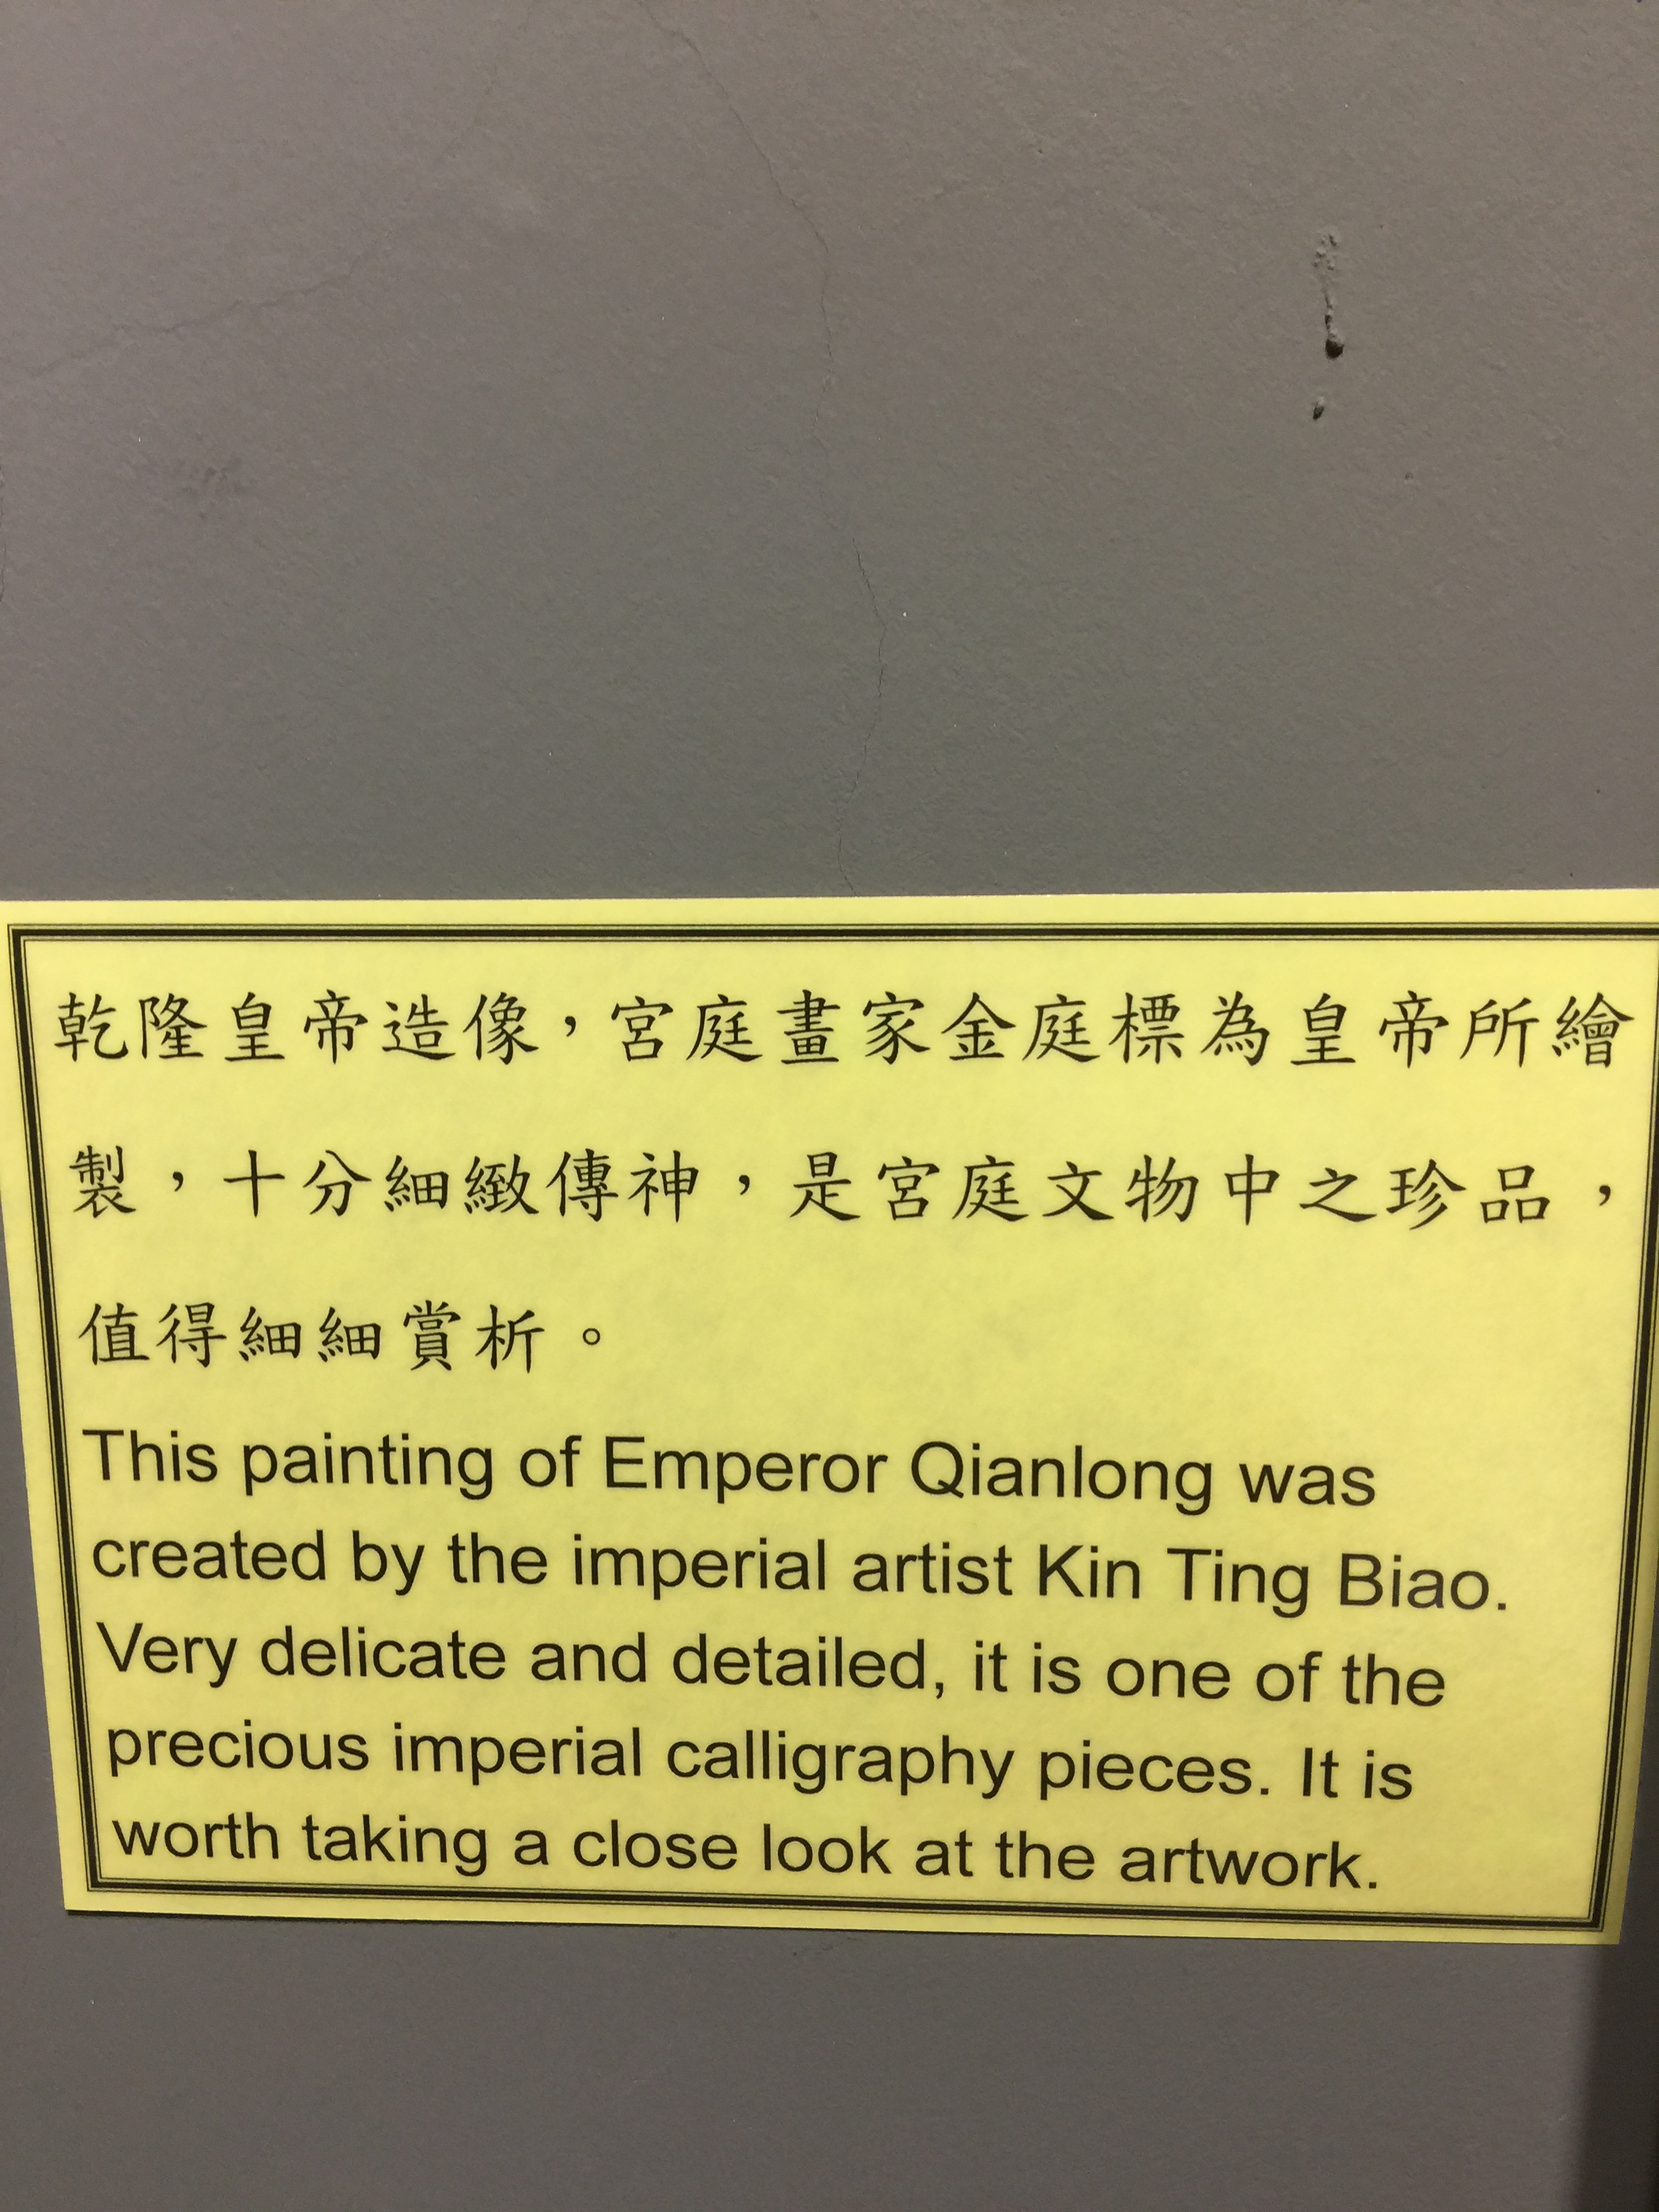 乾隆皇帝造像，宮庭畫家金庭標為皇帝所繪
製，十分細緻傳神，是宮庭文物中之珍品，
值得細細賞析。
This painting of Emperor Qianlong was
created by the imperial artist Kin Ting Biao.
Very delicate and detailed, it is one of the
precious imperial calligraphy pieces. It is
worth taking a close look at the artwork.